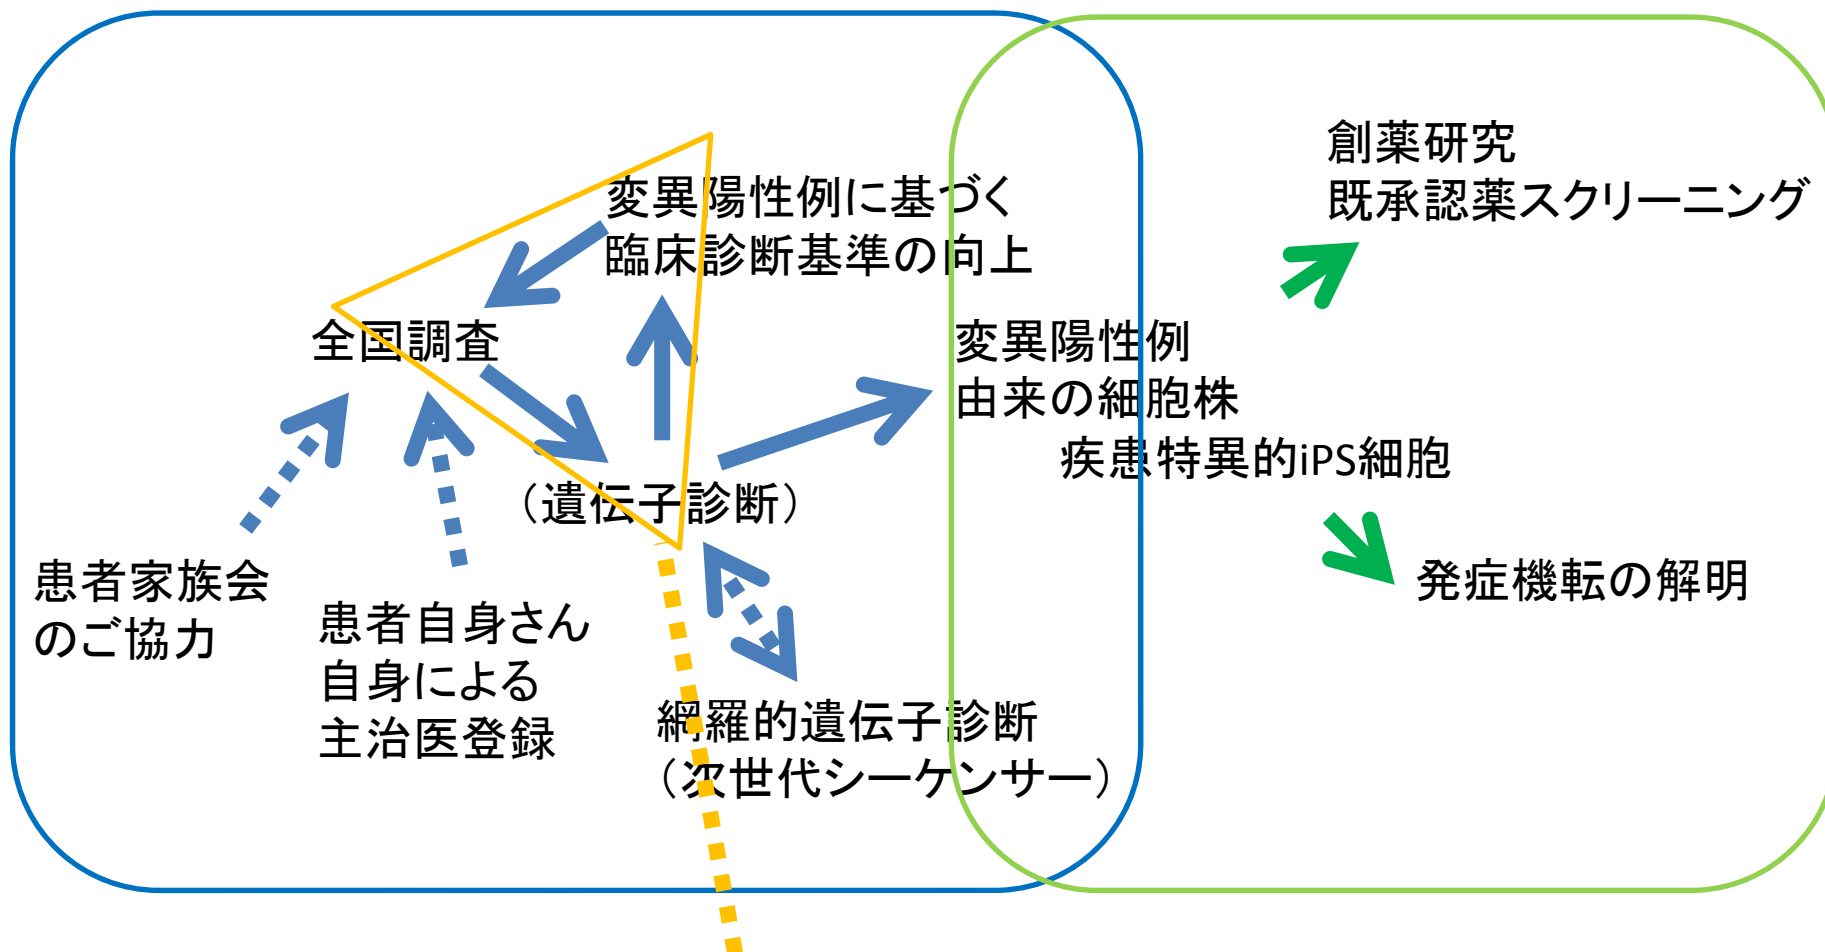 創薬研究
既承認薬スクリーニング
変異陽性例に基づく
臨床診断基準の向上
全国調査
変異陽性例
由来の細胞株
疾患特異的iPS細胞
（遺伝子診断）
患者家族会
のご協力
患者自身さん
自身による
主治医登録
発症機転の解明
網羅的遺伝子診断
（次世代シーケンサー）